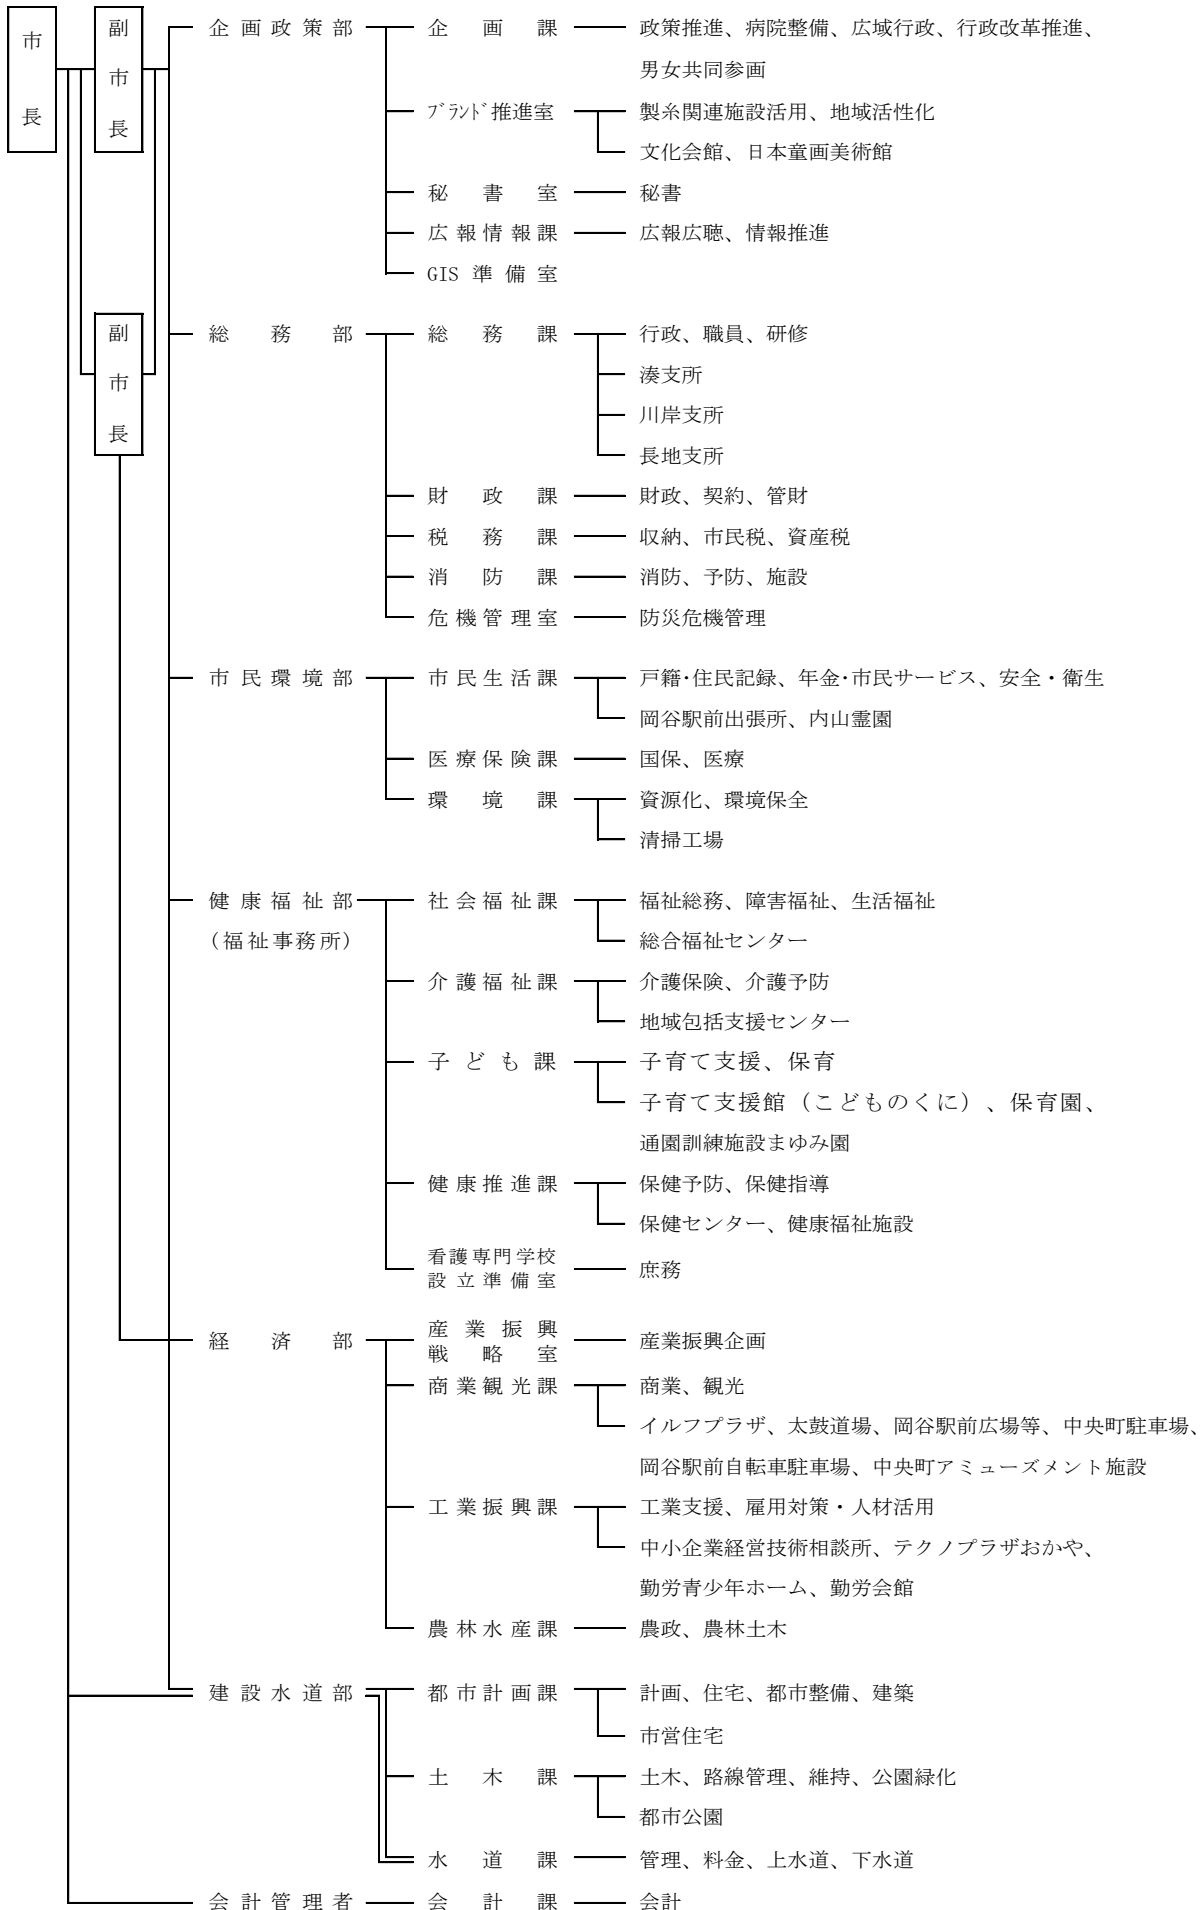 市長
副市長
企画政策部 企画課 政策推進、病院整備、広域行政、行政改革推進、
男女共同参画
ブランド推進室 製糸関連施設活用、地域活性化
文化会館、日本童画美術館
秘書室 秘書
広報情報課 広報広聴、情報推進
GIS準備室
副市長
総務部 総務課 行政、職員、研修
湊支所
川岸支所
長地支所
財政課 財政、契約、管財
税務課 収納、市民税、資産税
消防課 消防、予防、施設
危機管理室 防災危機管理
市民環境部 市民生活課 戸籍・住民記録、年金・市民サービス、安全・衛生
岡谷駅前出張所、内山霊園
医療保険課 国保、医療
環境課 資源化、環境保全
清掃工場
健康福祉部 社会福祉課 福祉総務、障害福祉、生活福祉
（福祉事務所） 総合福祉センター
介護福祉課 介護保険、介護予防
地域包括支援センター
子ども課 子育て支援、保育
子育て支援館（こどものくに）、保育園、
通園訓練施設まゆみ園
健康推進課 保健予防、保健指導
保健センター、健康福祉施設
看護専門学校
設立準備室 庶務
経済部 産業振興
戦略室 産業振興企画
商業観光課 商業、観光
イルフプラザ、太鼓道場、岡谷駅前広場等、中央町駐車場、
岡谷駅前自転車駐車場、中央町アミューズメント施設
工業振興課 工業支援、雇用対策・人材活用
中小企業経営技術相談所、テクノプラザおかや、
勤労青少年ホーム、勤労会館
農林水産課 農政、農林土木
建設水道部 都市計画課 計画、住宅、都市整備、建築
市営住宅
土木課 土木、路線管理、維持、公園緑化
都市公園
水道課 管理、料金、上水道、下水道
会計管理者 会計課 会計